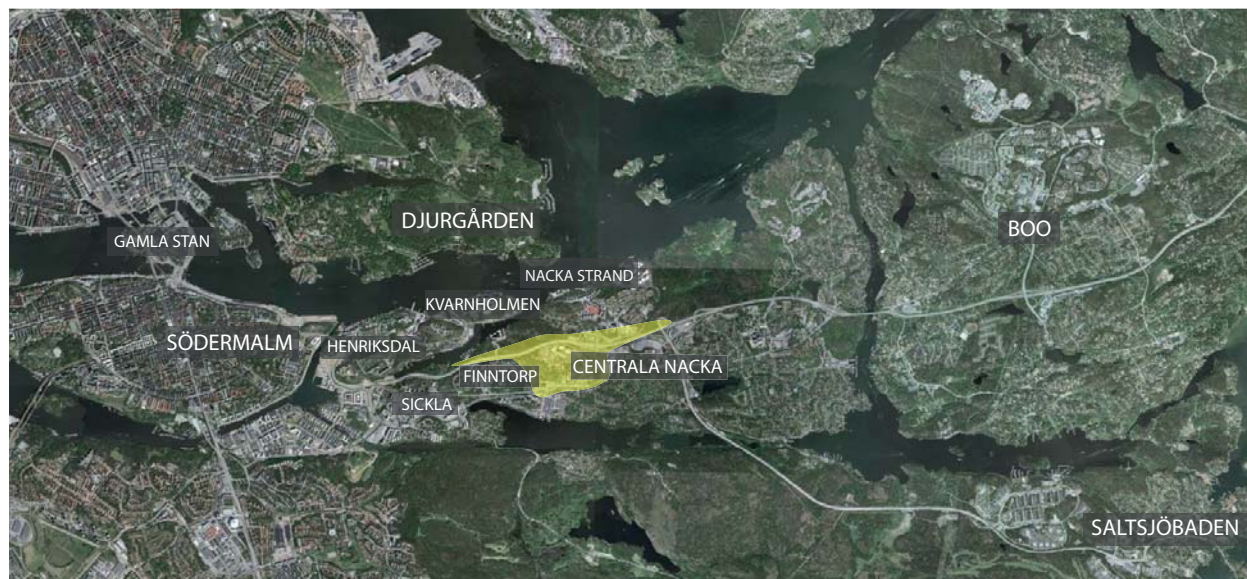 DJURGÅRDEN
BOO
GAMLA STAN
NACKA STRAND
KVARNHOLMEN
SÖDERMALM
HENRIKSDAL
CENTRALA NACKA
FINNTORP
SICKLA
SALTSJÖBADEN